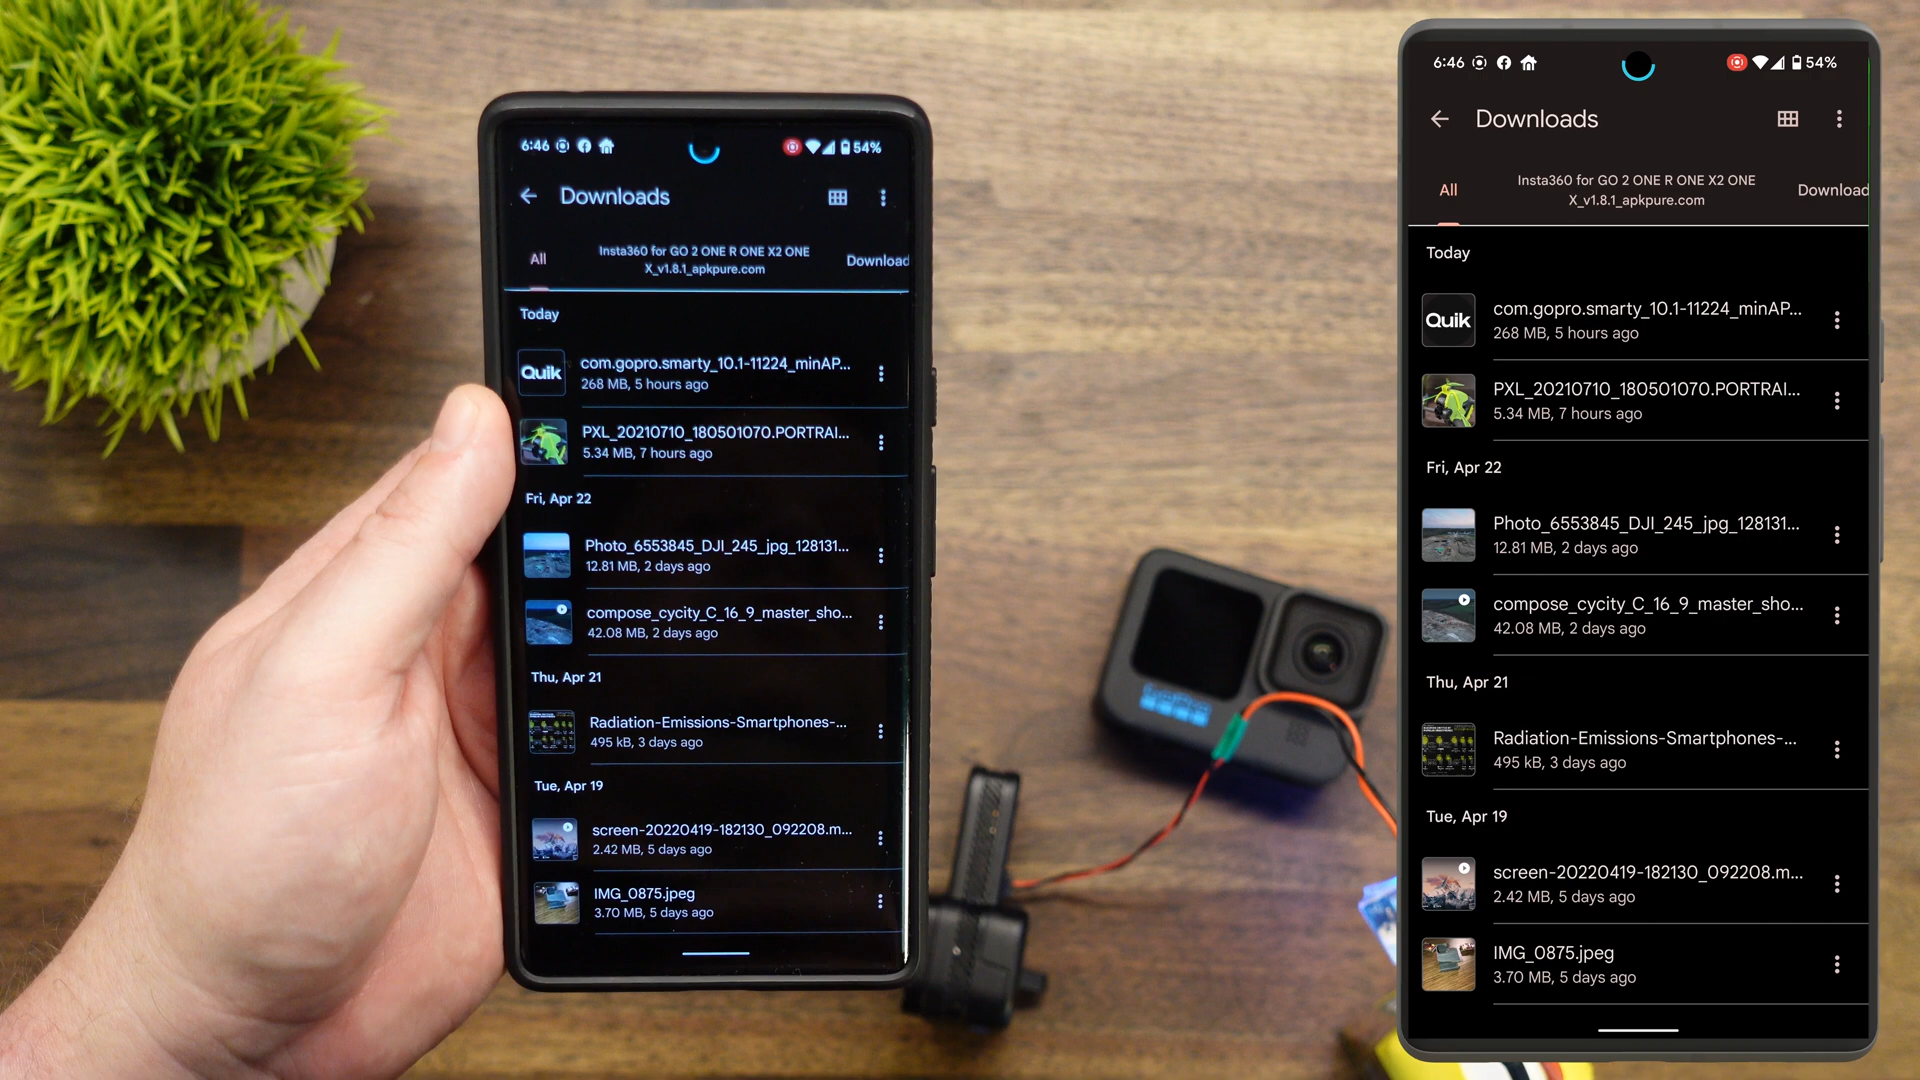 6:46 54%
Downloads
All
Insta360 for GO 2 ONE R ONE X2 ONE
X_v1.8.1_apkpure.com
Download
Today
Quik
com.gopro.smarty_10.1-11224_minAP...
268 MB, 5 hours ago
PXL_20210710_180501070.PORTRAI...
5.34 MB, 7 hours ago
Fri, Apr 22
Photo_6553845_DJI_245_jpg_128131...
12.81 MB, 2 days ago
compose_cycity_C_16_9_master_sho...
42.08 MB, 2 days ago
Thu, Apr 21
Radiation-Emissions-Smartphones-...
495 kB, 3 days ago
Tue, Apr 19
screen-20220419-182130_092208.m...
2.42 MB, 5 days ago
IMG_0875.jpeg
3.70 MB, 5 days ago
GoPro
6:46 54%
Downloads
All
Insta360 for GO 2 ONE R ONE X2 ONE
X_v1.8.1_apkpure.com
Download
Today
Quik
com.gopro.smarty_10.1-11224_minAP...
268 MB, 5 hours ago
PXL_20210710_180501070.PORTRAI...
5.34 MB, 7 hours ago
Fri, Apr 22
Photo_6553845_DJI_245_jpg_128131...
12.81 MB, 2 days ago
compose_cycity_C_16_9_master_sho...
42.08 MB, 2 days ago
Thu, Apr 21
Radiation-Emissions-Smartphones-...
495 kB, 3 days ago
Tue, Apr 19
screen-20220419-182130_092208.m...
2.42 MB, 5 days ago
IMG_0875.jpeg
3.70 MB, 5 days ago